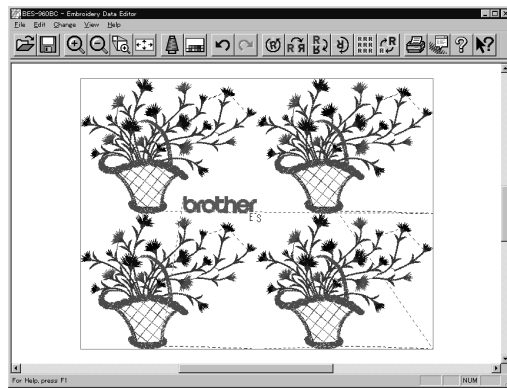 BES-960BC - Embroidery Data Editor
File Edit Change View Help
brother
E S
For Help, press F1
NUM